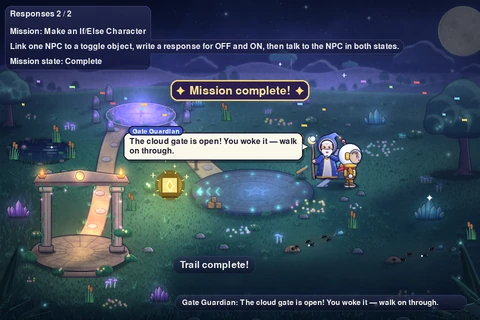 Responses 2 / 2
Mission: Make an If/Else Character
Link one NPC to a toggle object, write a response for OFF and ON, then talk to the NPC in both states.
Mission state: Complete
✦ Mission complete! ✦
Gate Guardian
The cloud gate is open! You woke it — walk
on through.
Trail complete!
Gate Guardian: The cloud gate is open! You woke it — walk on through.